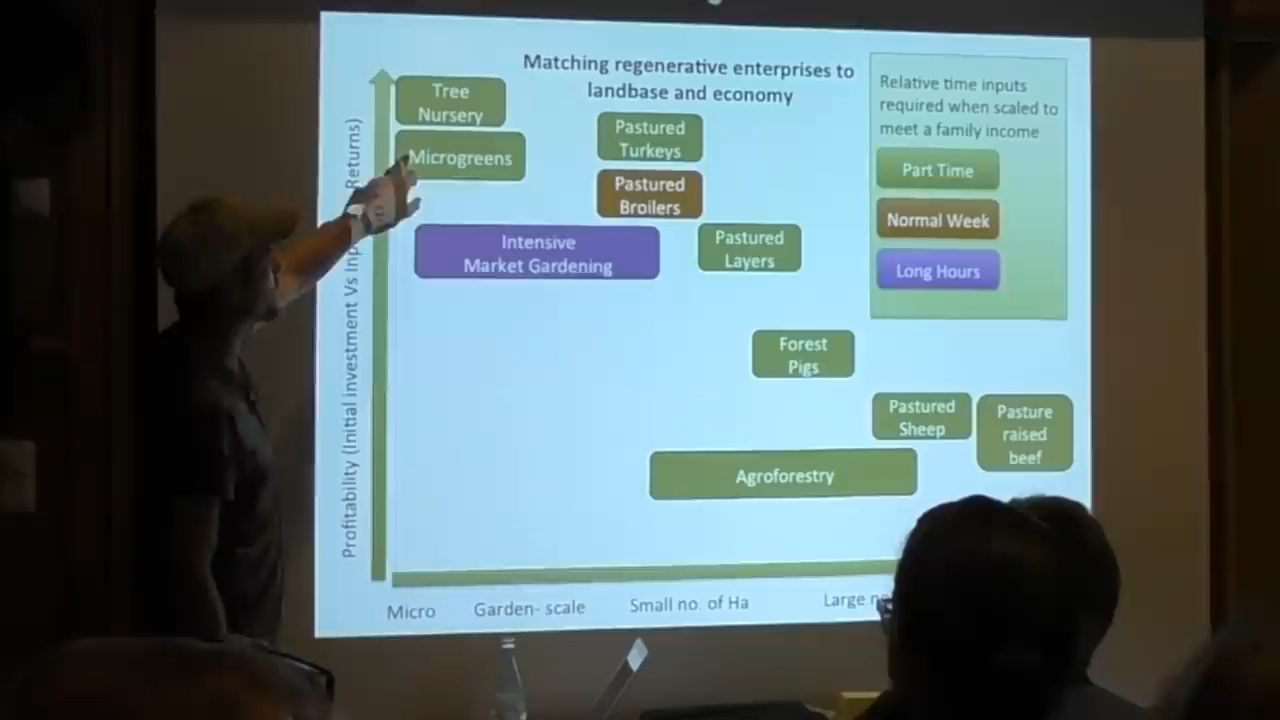 Matching regenerative enterprises to
landbase and economy
Tree
Nursery
Microgreens
Pastured
Turkeys
Pastured
Broilers
Intensive
Market Gardening
Pastured
Layers
Forest
Pigs
Pastured
Sheep
Pasture
raised
beef
Agroforestry
Relative time inputs
required when scaled to
meet a family income
Part Time
Normal Week
Long Hours
Profitability (Initial investment Vs Returns)
Micro
Garden- scale
Small no. of Ha
Large